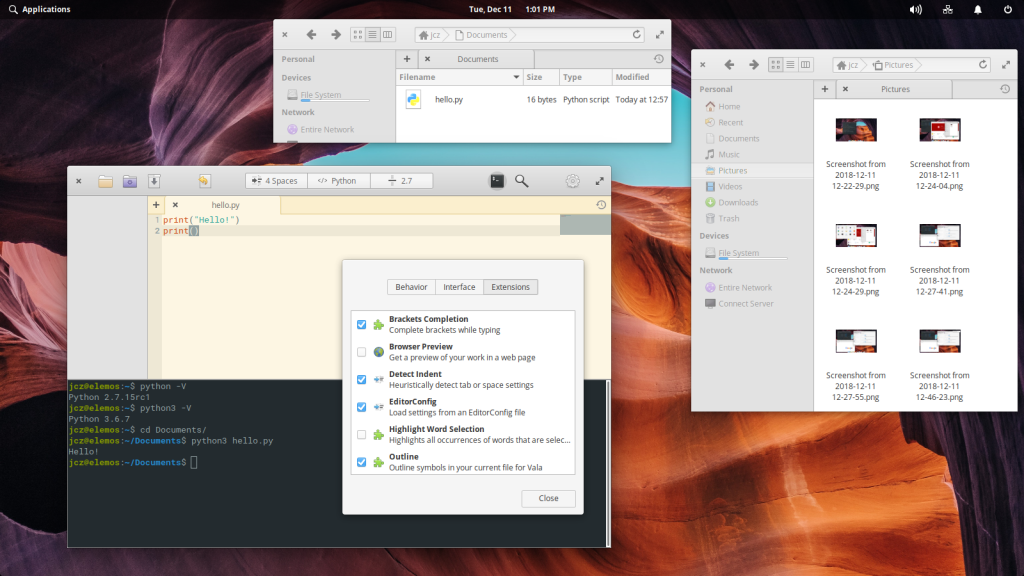 Applications
Tue, Dec 11 1:01 PM
jcz Documents
Personal
Devices
File System
Network
Entire Network
+ × Documents
Filename Size Type Modified
hello.py 16 bytes Python script Today at 12:57
jcz Pictures
Personal
Home
Recent
Documents
Music
Pictures
Videos
Downloads
Trash
Devices
File System
Network
Entire Network
Connect Server
+ × Pictures
Screenshot from
2018-12-11
12-22-29.png
Screenshot from
2018-12-11
12-24-04.png
Screenshot from
2018-12-11
12-24-29.png
Screenshot from
2018-12-11
12-27-41.png
Screenshot from
2018-12-11
12-27-55.png
Screenshot from
2018-12-11
12-46-23.png
4 Spaces </> Python 2.7
+ × hello.py
1 print("Hello!")
2 print()
jcz@elemos:~$ python -V
Python 2.7.15rc1
jcz@elemos:~$ python3 -V
Python 3.6.7
jcz@elemos:~$ cd Documents/
jcz@elemos:~/Documents$ python3 hello.py
Hello!
jcz@elemos:~/Documents$
Behavior Interface Extensions
Brackets Completion
Complete brackets while typing
Browser Preview
Get a preview of your work in a web page
Detect Indent
Heuristically detect tab or space settings
EditorConfig
Load settings from an EditorConfig file
Highlight Word Selection
Highlights all occurrences of words that are selec...
Outline
Outline symbols in your current file for Vala
Close